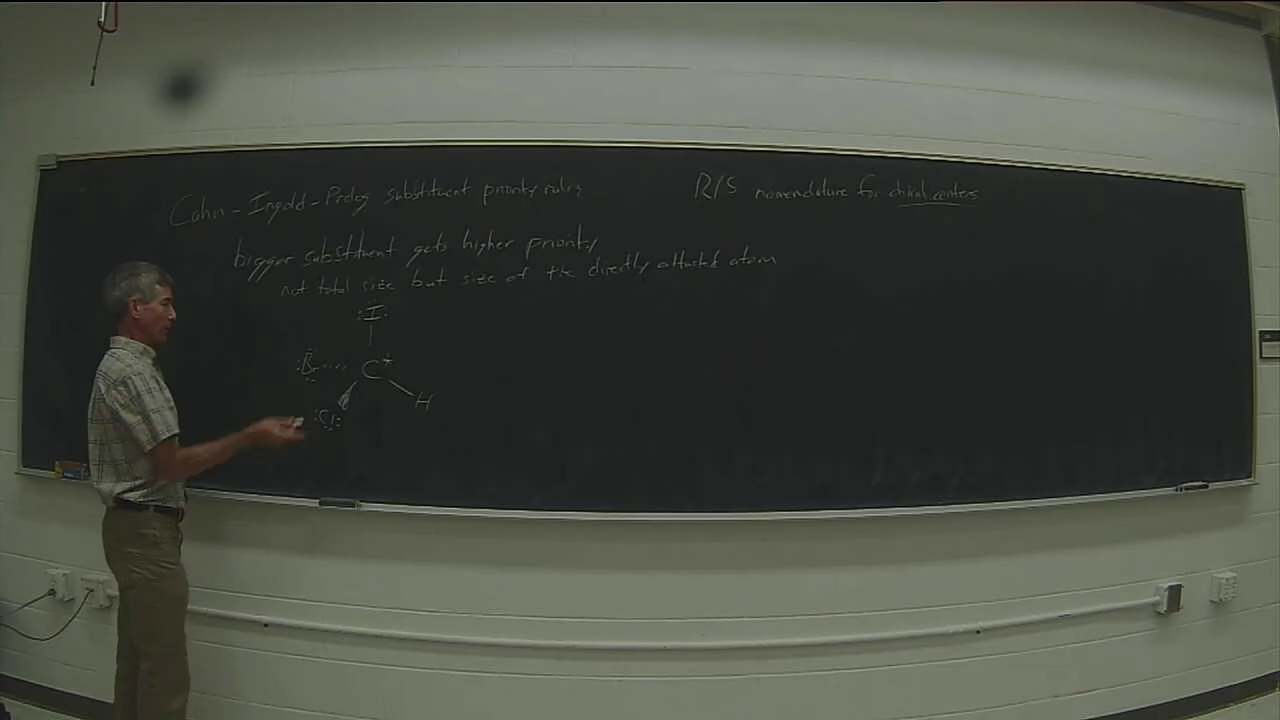 Cahn-Ingold-Prelog substituent priority rules
R/S nomenclature for chiral centers
bigger substituent gets higher priority
not total size but size of the directly attached atom
:I:
:Br C*
:Cl: H